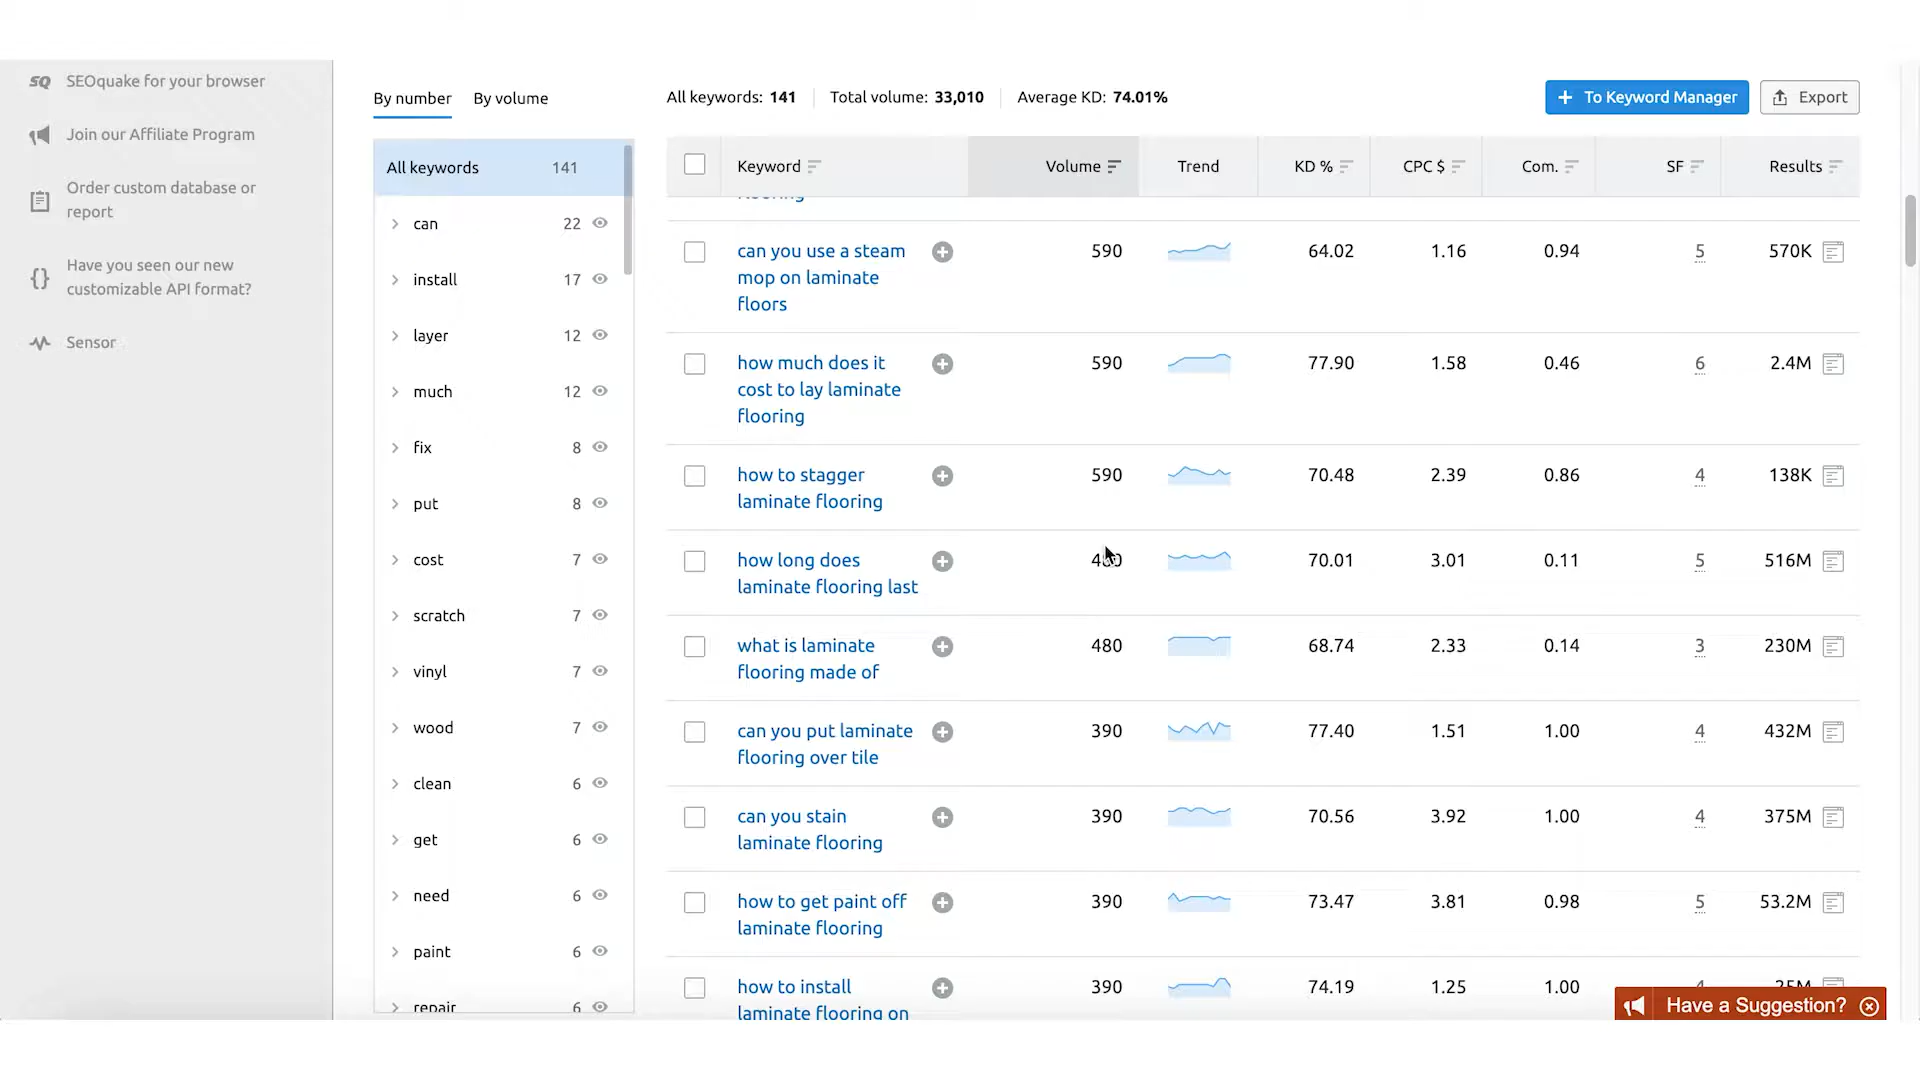 SQ SEOquake for your browser
Join our Affiliate Program
Order custom database or
report
{} Have you seen our new
customizable API format?
Sensor
By number By volume
All keywords 141
can 22
install 17
layer 12
much 12
fix 8
put 8
cost 7
scratch 7
vinyl 7
wood 7
clean 6
get 6
need 6
paint 6
repair 6
All keywords: 141 Total volume: 33,010 Average KD: 74.01%
+ To Keyword Manager Export
Keyword Volume Trend KD % CPC $ Com. SF Results
flooring
can you use a steam 590 64.02 1.16 0.94 5 570K
mop on laminate
floors
how much does it 590 77.90 1.58 0.46 6 2.4M
cost to lay laminate
flooring
how to stagger 590 70.48 2.39 0.86 4 138K
laminate flooring
how long does 70.01 3.01 0.11 5 516M
laminate flooring last
what is laminate 480 68.74 2.33 0.14 3 230M
flooring made of
can you put laminate 390 77.40 1.51 1.00 4 432M
flooring over tile
can you stain 390 70.56 3.92 1.00 4 375M
laminate flooring
how to get paint off 390 73.47 3.81 0.98 5 53.2M
laminate flooring
how to install 390 74.19 1.25 1.00 4 25M
laminate flooring on
Have a Suggestion?